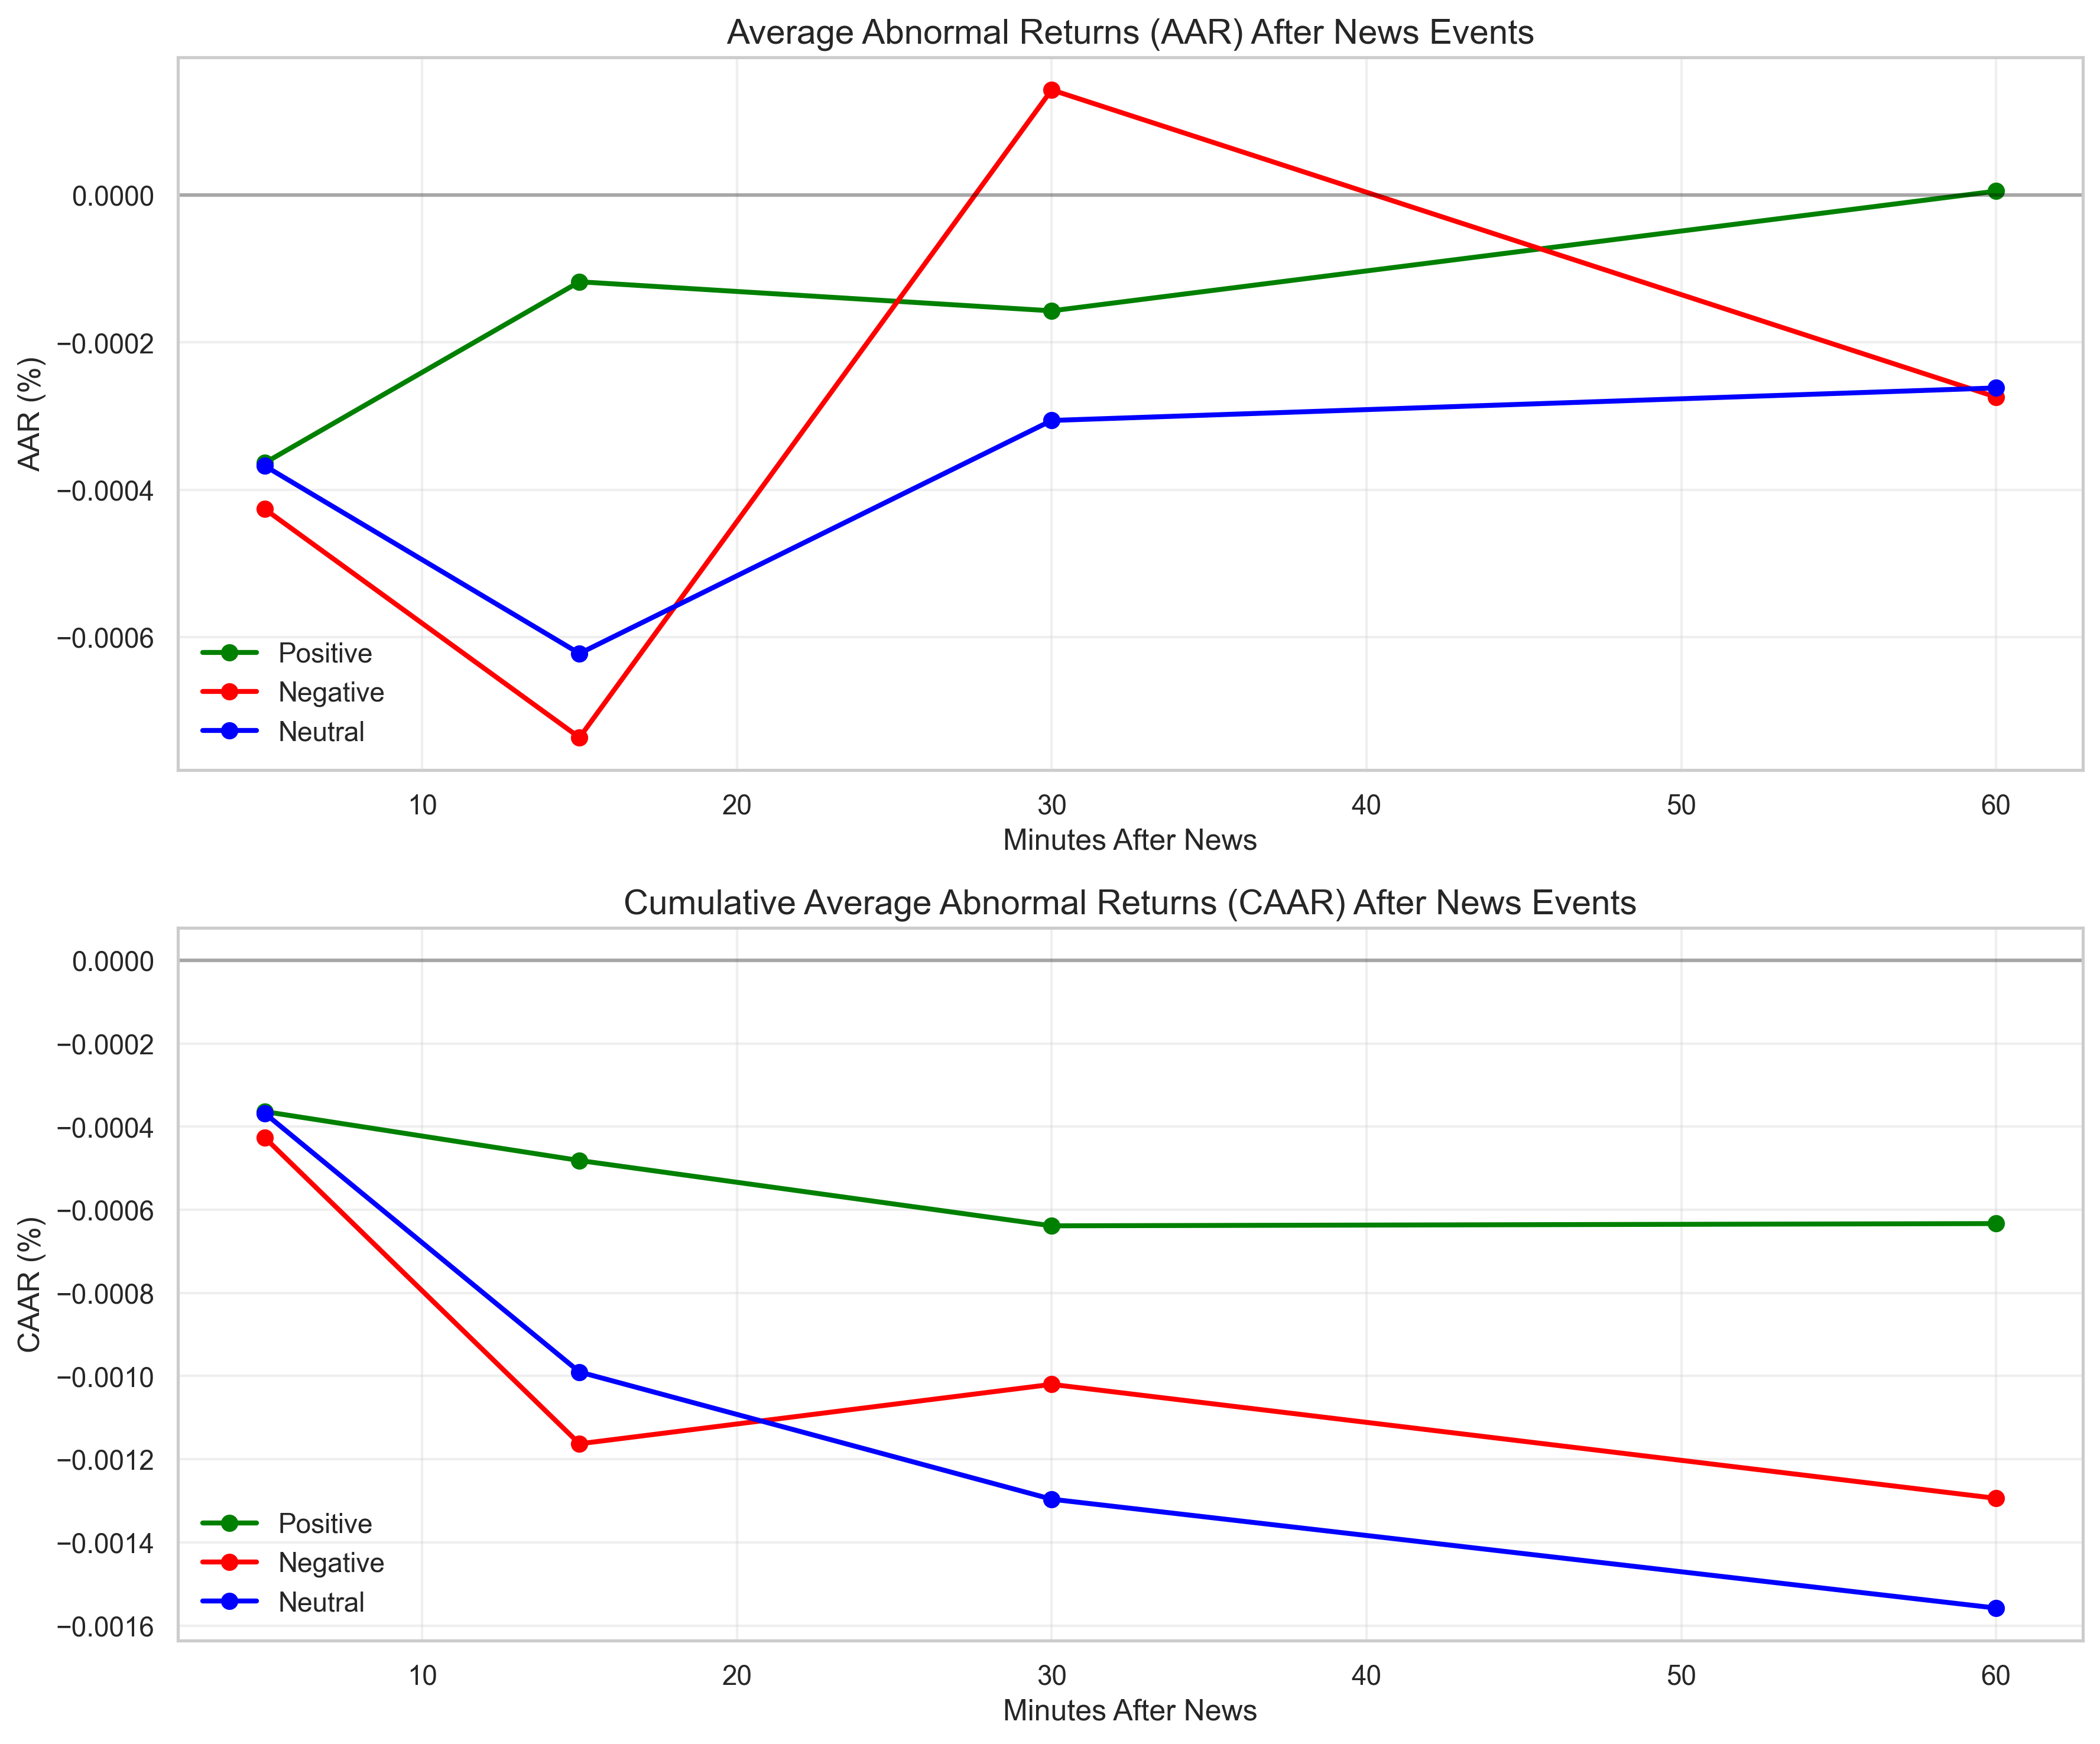 Average Abnormal Returns (AAR) After News Events
AAR (%)
0.0000
−0.0002
−0.0004
−0.0006
Positive
Negative
Neutral
10 20 30 40 50 60
Minutes After News
Cumulative Average Abnormal Returns (CAAR) After News Events
CAAR (%)
0.0000
−0.0002
−0.0004
−0.0006
−0.0008
−0.0010
−0.0012
−0.0014
−0.0016
Positive
Negative
Neutral
10 20 30 40 50 60
Minutes After News